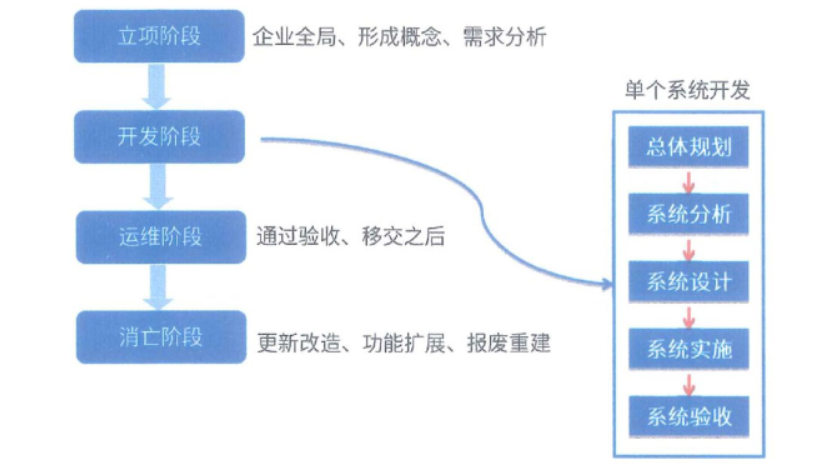 立项阶段 企业全局、形成概念、需求分析
开发阶段
运维阶段 通过验收、移交之后
消亡阶段 更新改造、功能扩展、报废重建
单个系统开发
总体规划
系统分析
系统设计
系统实施
系统验收